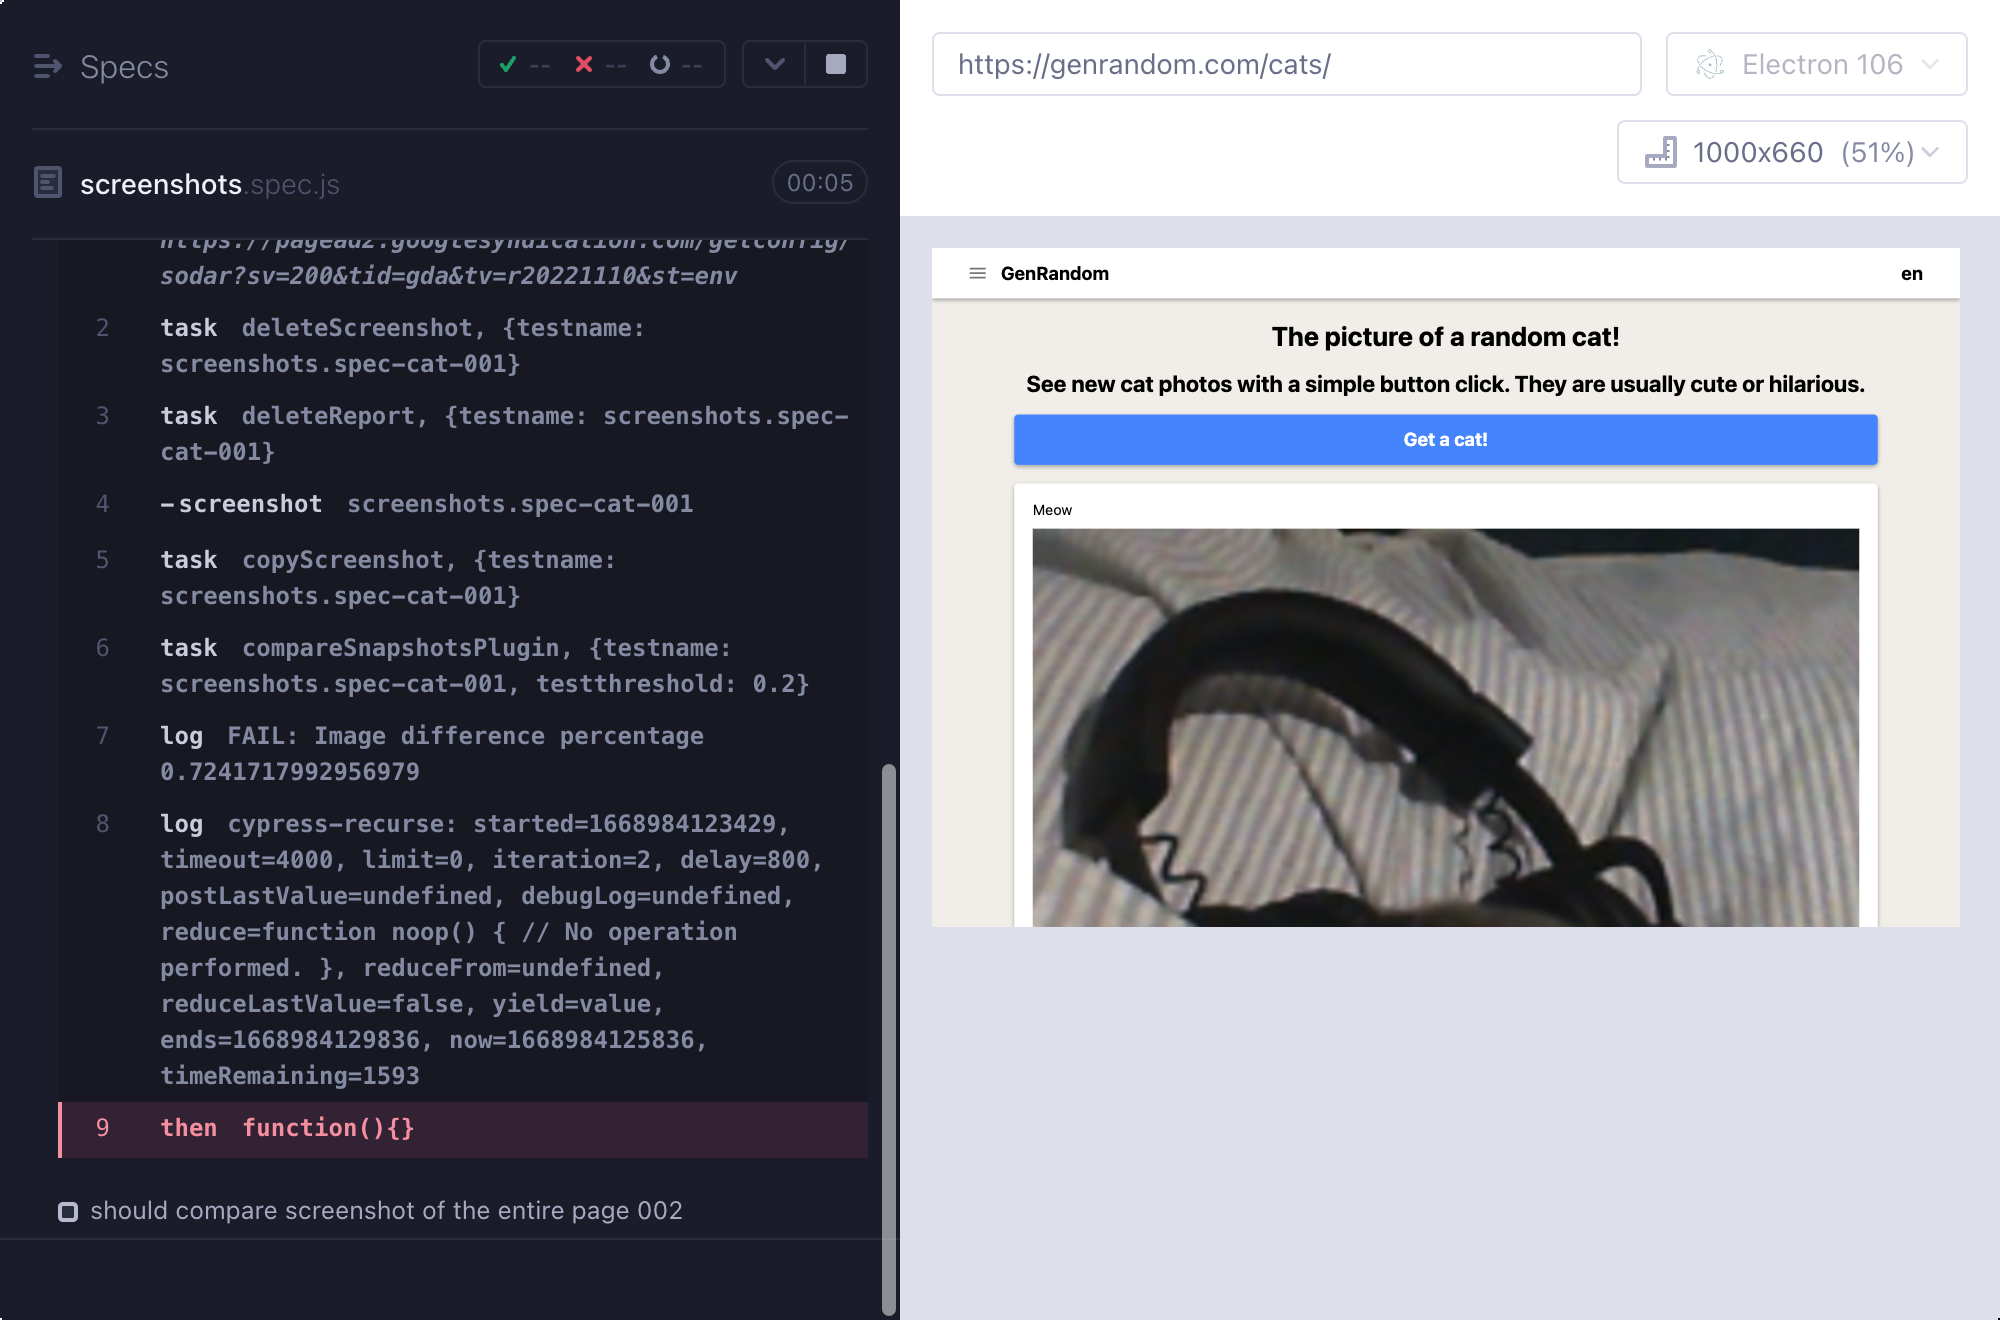 Specs
-- -- --
screenshots.spec.js
00:05
https://pagead2.googlesyndication.com/getconfig/
sodar?sv=200&tid=gda&tv=r20221110&st=env
2 task deleteScreenshot, {testname:
screenshots.spec-cat-001}
3 task deleteReport, {testname: screenshots.spec-
cat-001}
4 -screenshot screenshots.spec-cat-001
5 task copyScreenshot, {testname:
screenshots.spec-cat-001}
6 task compareSnapshotsPlugin, {testname:
screenshots.spec-cat-001, testthreshold: 0.2}
7 log FAIL: Image difference percentage
0.7241717992956979
8 log cypress-recurse: started=1668984123429,
timeout=4000, limit=0, iteration=2, delay=800,
postLastValue=undefined, debugLog=undefined,
reduce=function noop() { // No operation
performed. }, reduceFrom=undefined,
reduceLastValue=false, yield=value,
ends=1668984129836, now=1668984125836,
timeRemaining=1593
9 then function(){}
should compare screenshot of the entire page 002
https://genrandom.com/cats/
Electron 106
1000x660 (51%)
GenRandom
en
The picture of a random cat!
See new cat photos with a simple button click. They are usually cute or hilarious.
Get a cat!
Meow